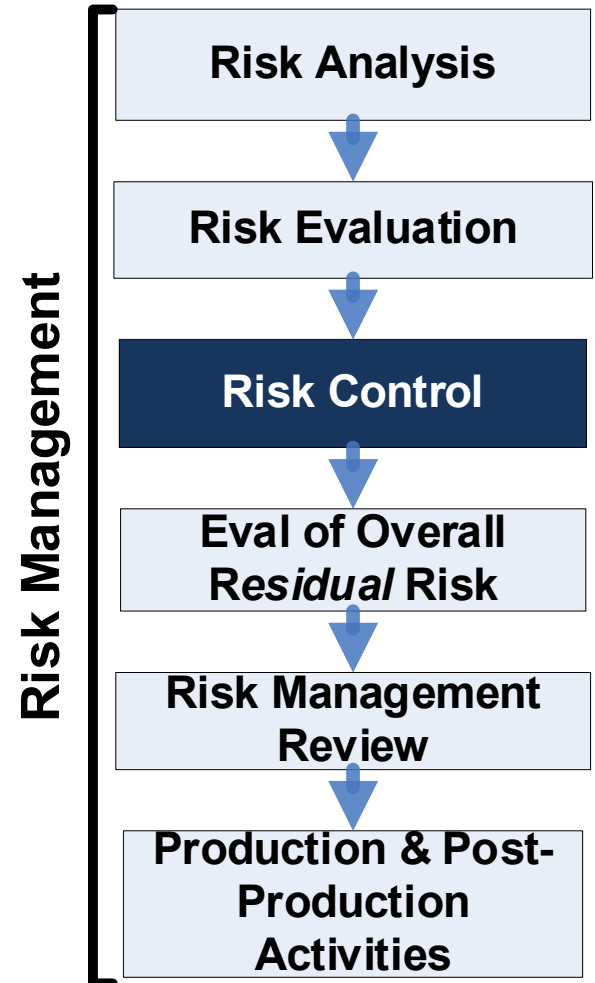 Risk Management
Risk Analysis
Risk Evaluation
Risk Control
Eval of Overall
Residual Risk
Risk Management
Review
Production & Post-
Production
Activities